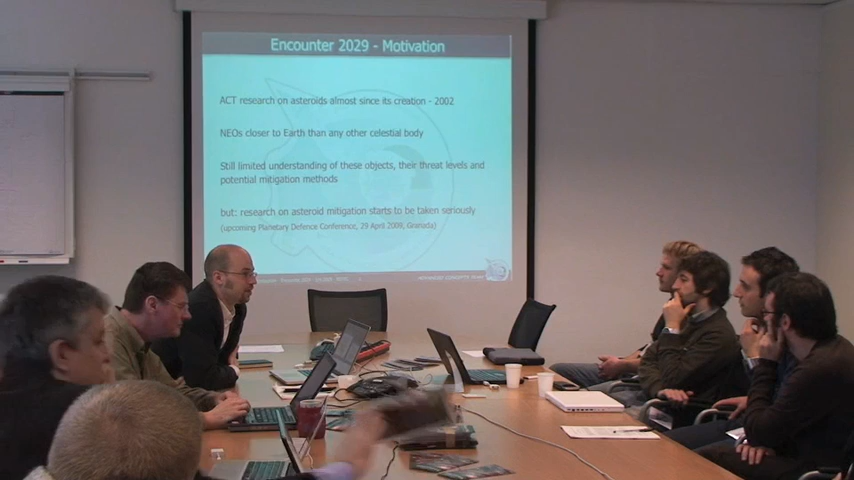 Encounter 2029 - Motivation
ACT research on asteroids almost since its creation - 2002
NEOs closer to Earth than any other celestial body
Still limited understanding of these objects, their threat levels and
potential mitigation methods
but: research on asteroid mitigation starts to be taken seriously
(upcoming Planetary Defence Conference, 29 April 2009, Granada)
ADVANCED CONCEPTS